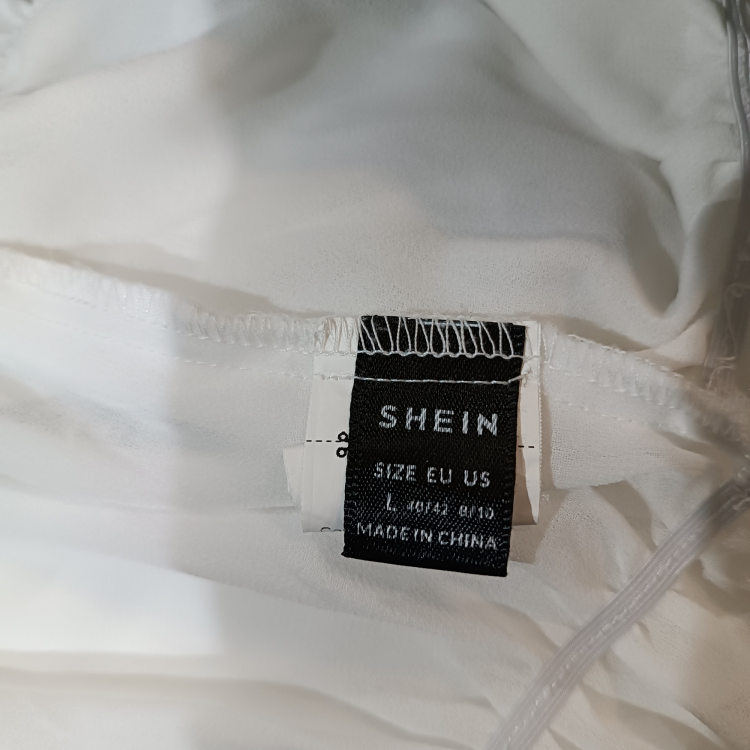 SHEIN
SIZE EU US
L 40/42 8/10
MADE IN CHINA